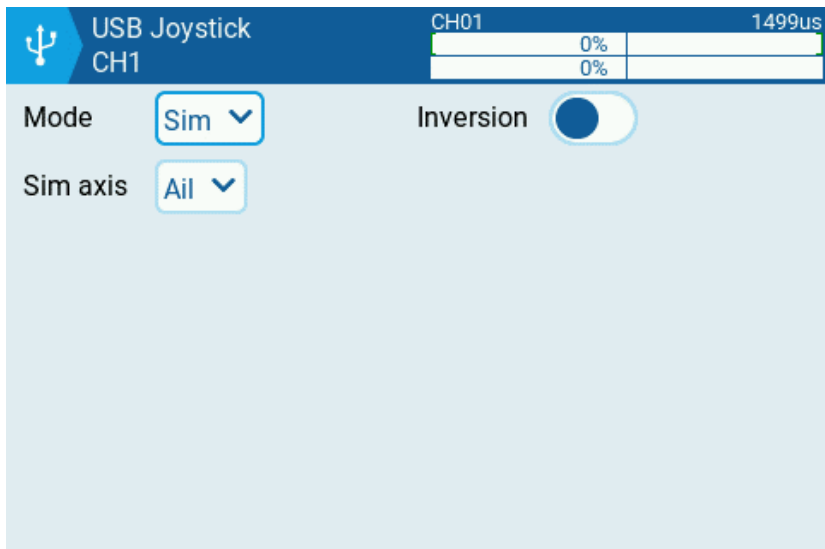 USB Joystick
CH1
CH01 1499us
0%
0%
Mode Sim Inversion
Sim axis Ail